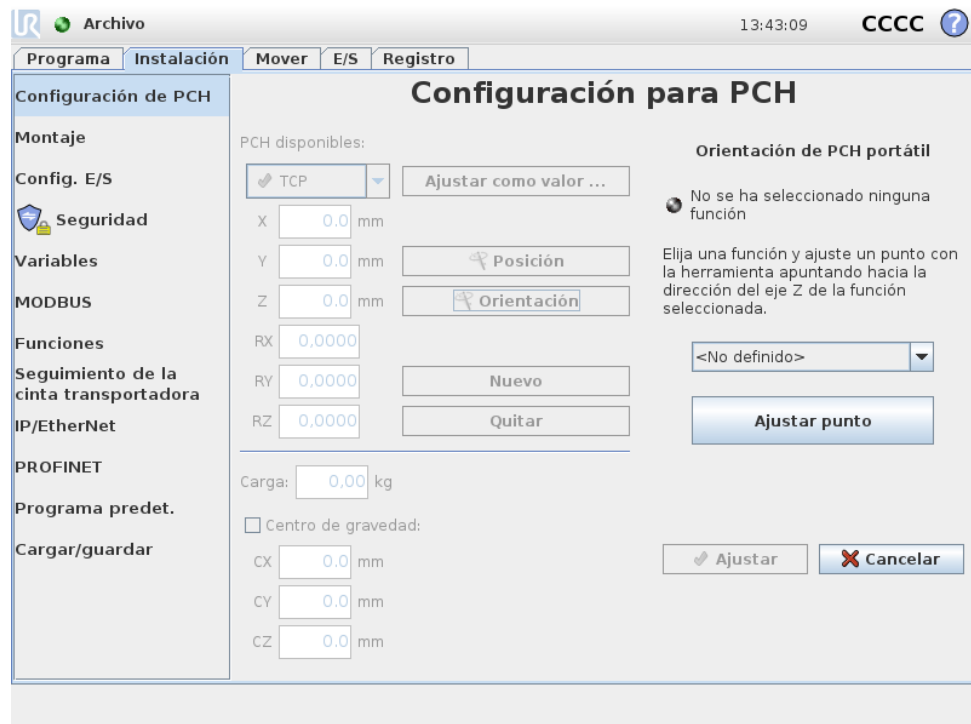 UR Archivo 13:43:09 CCCC ?
Programa Instalación Mover E/S Registro
Configuración de PCH
Montaje
Config. E/S
Seguridad
Variables
MODBUS
Funciones
Seguimiento de la
cinta transportadora
IP/EtherNet
PROFINET
Programa predet.
Cargar/guardar
Configuración para PCH
PCH disponibles:
TCP Ajustar como valor ...
X 0.0 mm
Y 0.0 mm Posición
Z 0.0 mm Orientación
RX 0,0000
RY 0,0000 Nuevo
RZ 0,0000 Quitar
Carga: 0,00 kg
Centro de gravedad:
CX 0.0 mm
CY 0.0 mm
CZ 0.0 mm
Orientación de PCH portátil
No se ha seleccionado ninguna
función
Elija una función y ajuste un punto con
la herramienta apuntando hacia la
dirección del eje Z de la función
seleccionada.
<No definido>
Ajustar punto
Ajustar Cancelar